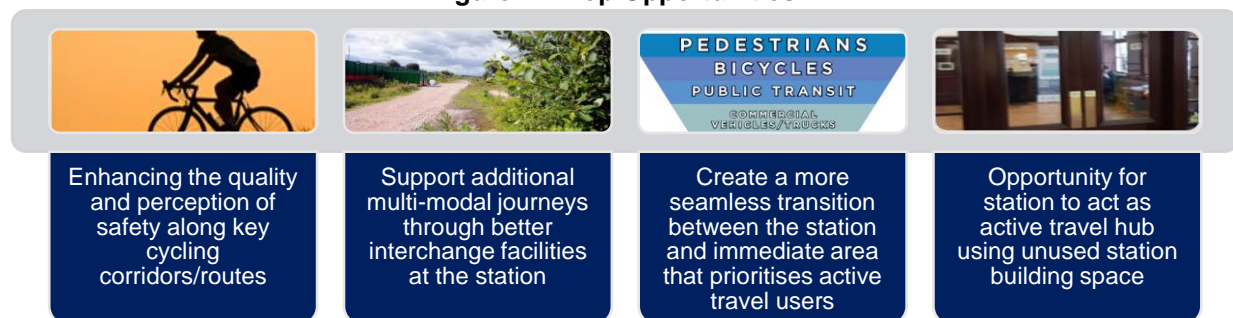 PEDESTRIANS
BICYCLES
PUBLIC TRANSIT
COMMERCIAL
VEHICLES/TRUCKS
Enhancing the quality
and perception of
safety along key
cycling
corridors/routes
Support additional
multi-modal journeys
through better
interchange facilities
at the station
Create a more
seamless transition
between the station
and immediate area
that prioritises active
travel users
Opportunity for
station to act as
active travel hub
using unused station
building space